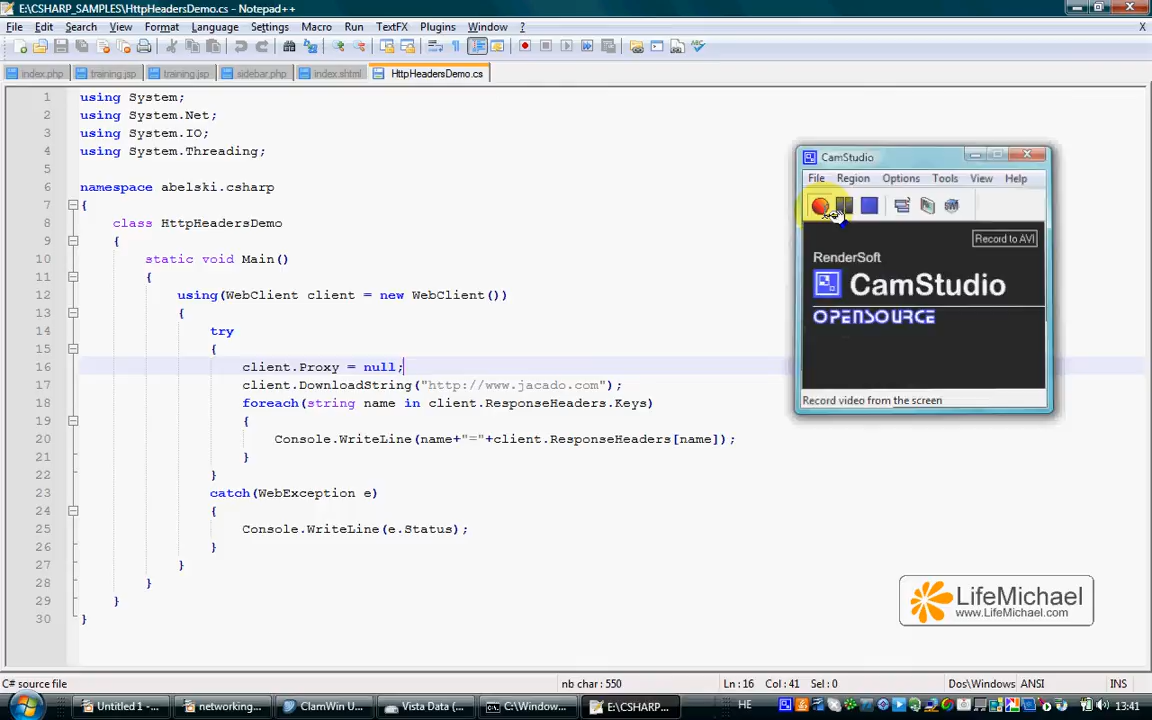 E:\CSHARP_SAMPLES\HttpHeadersDemo.cs - Notepad++
File Edit Search View Format Language Settings Macro Run TextFX Plugins Window ?
X
index.php training.jsp training.jsp sidebar.php index.shtml HttpHeadersDemo.cs
1 using System;
2 using System.Net;
3 using System.IO;
4 using System.Threading;
5
6 namespace abelski.csharp
7 {
8 class HttpHeadersDemo
9 {
10 static void Main()
11 {
12 using(WebClient client = new WebClient())
13 {
14 try
15 {
16 client.Proxy = null;
17 client.DownloadString("http://www.jacado.com");
18 foreach(string name in client.ResponseHeaders.Keys)
19 {
20 Console.WriteLine(name+"="+client.ResponseHeaders[name]);
21 }
22 }
23 catch(WebException e)
24 {
25 Console.WriteLine(e.Status);
26 }
27 }
28 }
29 }
30 }
CamStudio
File Region Options Tools View Help
Record to AVI
RenderSoft
CamStudio
OPENSOURCE
Record video from the screen
LifeMichael
www.LifeMichael.com
C# source file nb char: 550 Ln: 16 Col: 41 Sel: 0 Dos\Windows ANSI INS
Untitled 1 -... networking... ClamWin U... Vista Data (... C:\Window... E:\CSHARP... HE 13:41